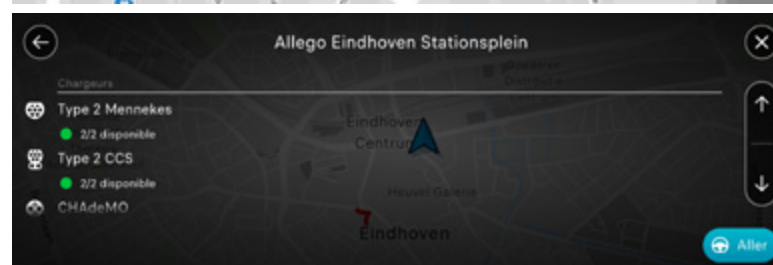 Allego Eindhoven Stationsplein
Chargeurs
Type 2 Mennekes
2/2 disponible
Type 2 CCS
2/2 disponible
CHAdeMO
Eindhoven
Centrum
Heuvel Galerie
Eindhoven
Aller